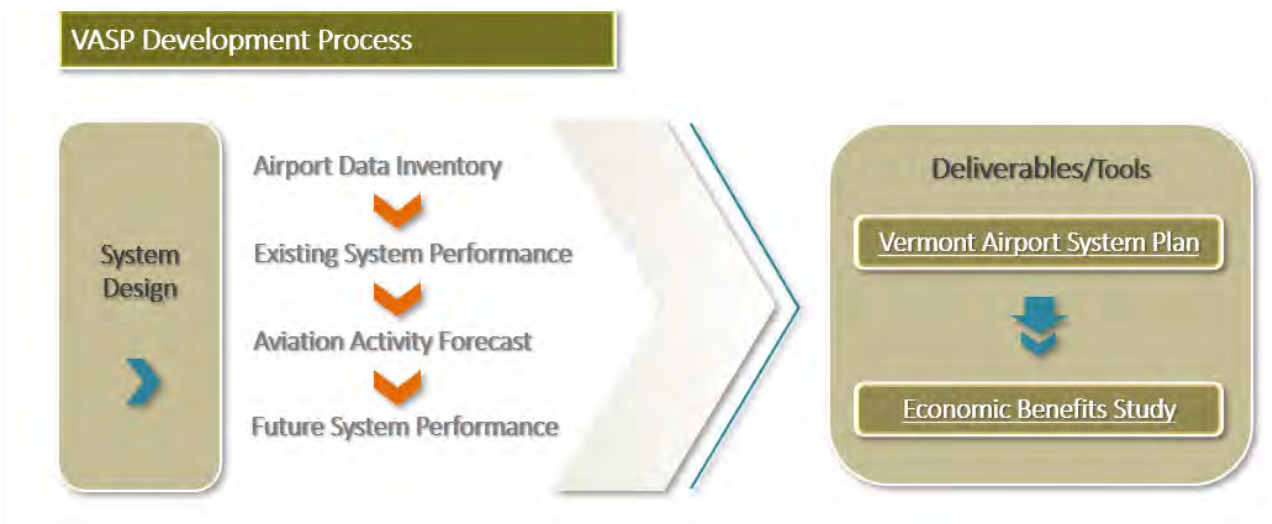 VASP Development Process
System
Design
Airport Data Inventory
Existing System Performance
Aviation Activity Forecast
Future System Performance
Deliverables/Tools
Vermont Airport System Plan
Economic Benefits Study